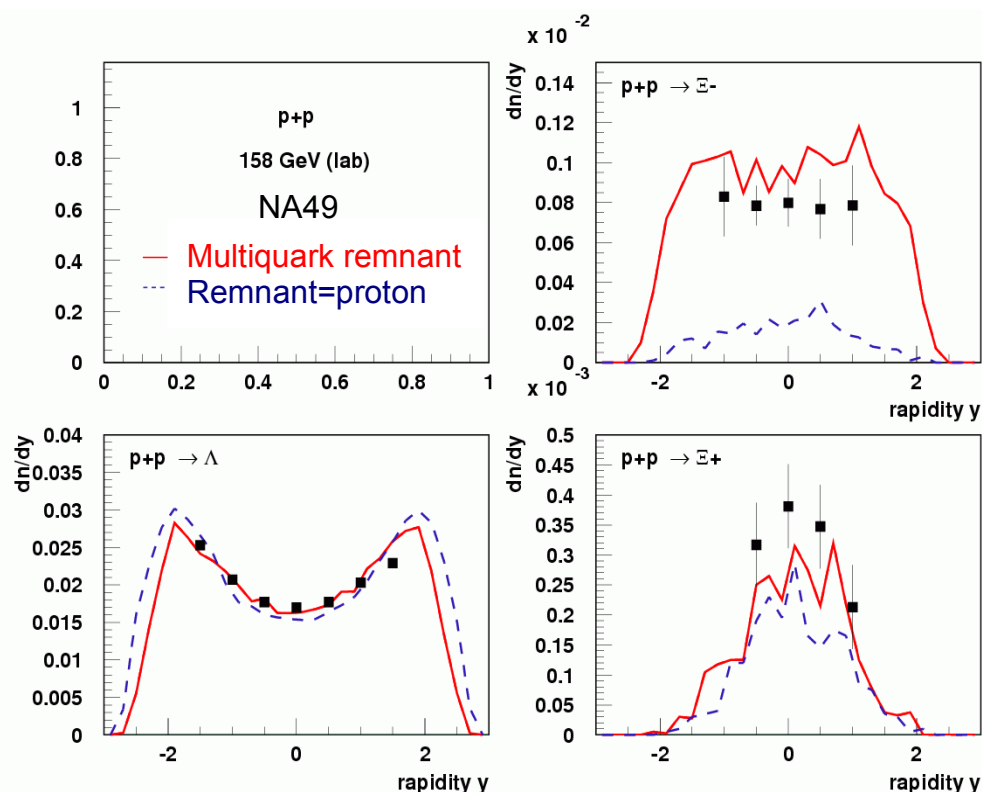 1
0.8
0.6
0.4
0.2
0
0 0.2 0.4 0.6 0.8 1
p+p
158 GeV (lab)
NA49
Multiquark remnant
Remnant=proton
x 10 -2
dn/dy
0.14
0.12
0.1
0.08
0.06
0.04
0.02
0
p+p → Ξ-
-2 0 2
rapidity y
dn/dy
0.04
0.035
0.03
0.025
0.02
0.015
0.01
0.005
0
p+p → Λ
-2 0 2
rapidity y
x 10 -3
dn/dy
0.5
0.45
0.4
0.35
0.3
0.25
0.2
0.15
0.1
0.05
0
p+p → Ξ+
-2 0 2
rapidity y